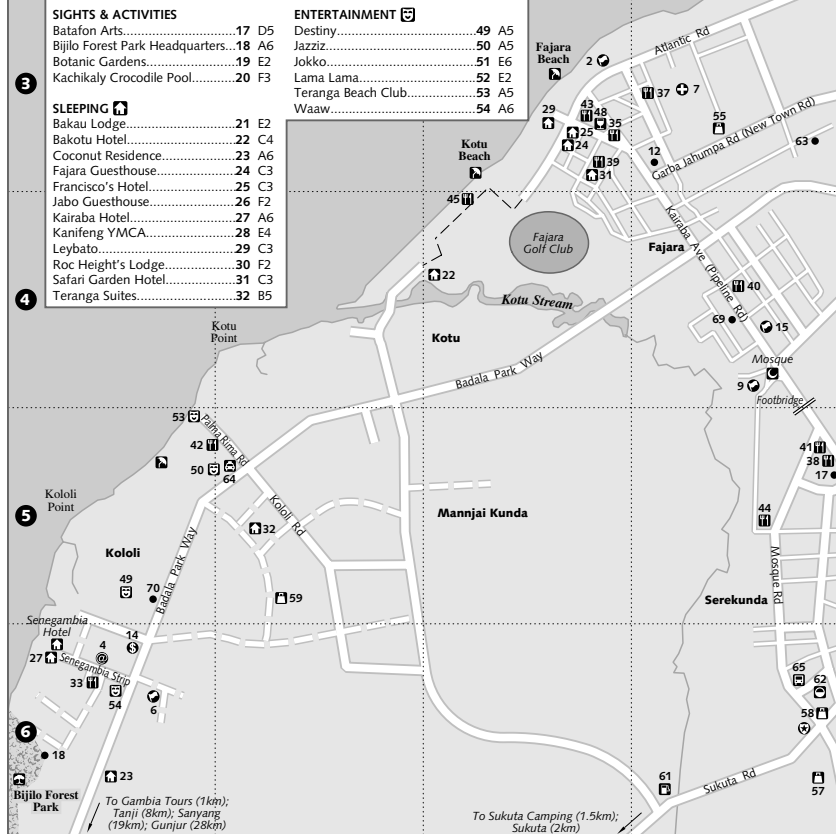 SIGHTS & ACTIVITIES
Batafon Arts..................................17 D5
Bijilo Forest Park Headquarters...18 A6
Botanic Gardens............................19 E2
Kachikaly Crocodile Pool..............20 F3
SLEEPING
Bakau Lodge..................................21 E2
Bakotu Hotel..................................22 C4
Coconut Residence........................23 A6
Fajara Guesthouse.........................24 C3
Francisco's Hotel...........................25 C3
Jabo Guesthouse...........................26 F2
Kairaba Hotel.................................27 A6
Kanifeng YMCA............................28 E4
Leybato..........................................29 C3
Roc Height's Lodge.......................30 F2
Safari Garden Hotel.......................31 C3
Teranga Suites...............................32 B5
ENTERTAINMENT
Destiny...........................................49 A5
Jazziz.............................................50 A5
Jokko..............................................51 E6
Lama Lama....................................52 E2
Teranga Beach Club......................53 A5
Waaw.............................................54 A6
3
Fajara
Beach
2
Atlantic Rd
37
7
29
43
48
35
25
24
55
Garba Jahumpa Rd (New Town Rd)
63
12
39
31
Kotu
Beach
45
Fajara
Golf Club
Fajara
Kairaba Ave (Pipeline Rd)
4
22
Kotu Stream
40
69
15
Kotu
Point
Kotu
Badala Park Way
Mosque
9
Footbridge
53
Palma Rima Rd
42
50
64
41
38
17
Kololi
Point
5
Kololi Rd
32
Mannjai Kunda
44
Mosque Rd
Kololi
Badala Park Way
49
70
59
Serekunda
Senegambia
Hotel
14
$
4
@
27
Senegambia Strip
33
54
6
65
62
58
6
18
23
Bijilo Forest
Park
61
Sukuta Rd
57
To Gambia Tours (1km);
Tanji (8km); Sanyang
(19km); Gunjur (28km)
To Sukuta Camping (1.5km);
Sukuta (2km)